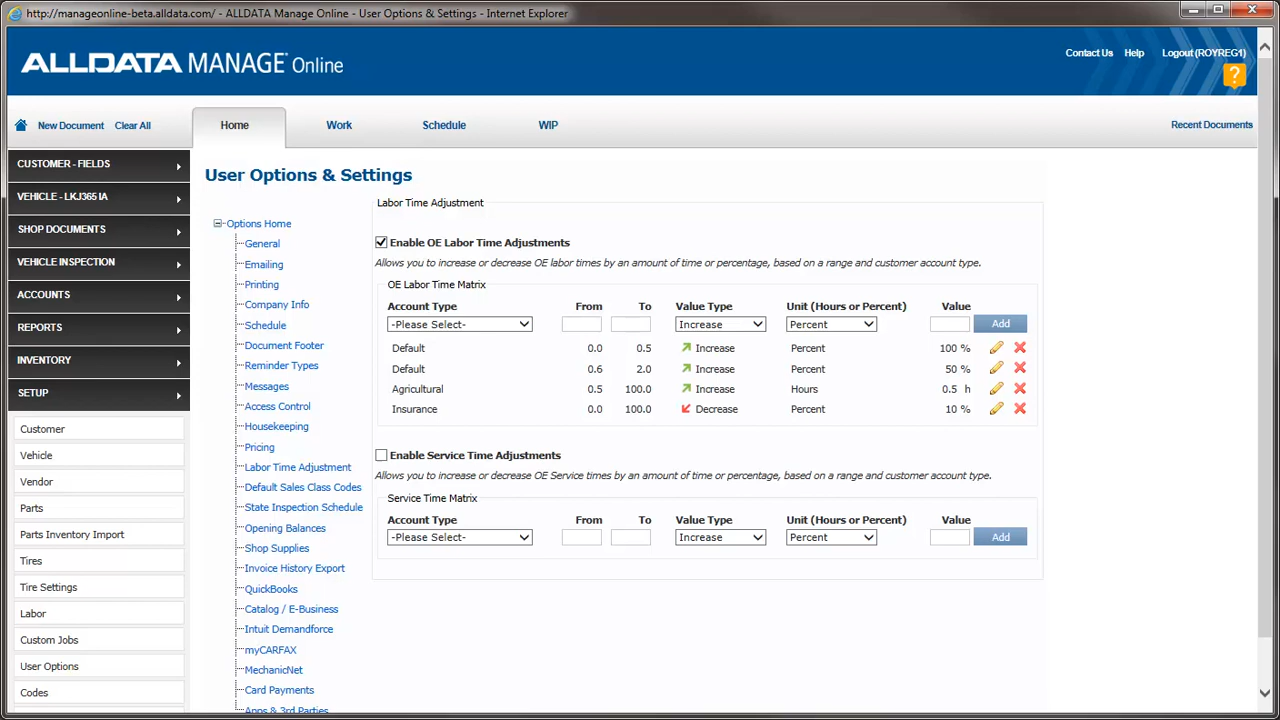 http://manageonline-beta.alldata.com/ - ALLDATA Manage Online - User Options & Settings - Internet Explorer
ALLDATA MANAGE Online
Contact Us Help Logout (ROYREG1)
?
New Document Clear All Home Work Schedule WIP Recent Documents
CUSTOMER - FIELDS
VEHICLE - LKJ365 IA
SHOP DOCUMENTS
VEHICLE INSPECTION
ACCOUNTS
REPORTS
INVENTORY
SETUP
Customer
Vehicle
Vendor
Parts
Parts Inventory Import
Tires
Tire Settings
Labor
Custom Jobs
User Options
Codes
User Options & Settings
Options Home
General
Emailing
Printing
Company Info
Schedule
Document Footer
Reminder Types
Messages
Access Control
Housekeeping
Pricing
Labor Time Adjustment
Default Sales Class Codes
State Inspection Schedule
Opening Balances
Shop Supplies
Invoice History Export
QuickBooks
Catalog / E-Business
Intuit Demandforce
myCARFAX
MechanicNet
Card Payments
Apps & 3rd Parties
Labor Time Adjustment
Enable OE Labor Time Adjustments
Allows you to increase or decrease OE labor times by an amount of time or percentage, based on a range and customer account type.
OE Labor Time Matrix
Account Type From To Value Type Unit (Hours or Percent) Value
-Please Select- Increase Percent Add
Default 0.0 0.5 Increase Percent 100 %
Default 0.6 2.0 Increase Percent 50 %
Agricultural 0.5 100.0 Increase Hours 0.5 h
Insurance 0.0 100.0 Decrease Percent 10 %
Enable Service Time Adjustments
Allows you to increase or decrease OE Service times by an amount of time or percentage, based on a range and customer account type.
Service Time Matrix
Account Type From To Value Type Unit (Hours or Percent) Value
-Please Select- Increase Percent Add